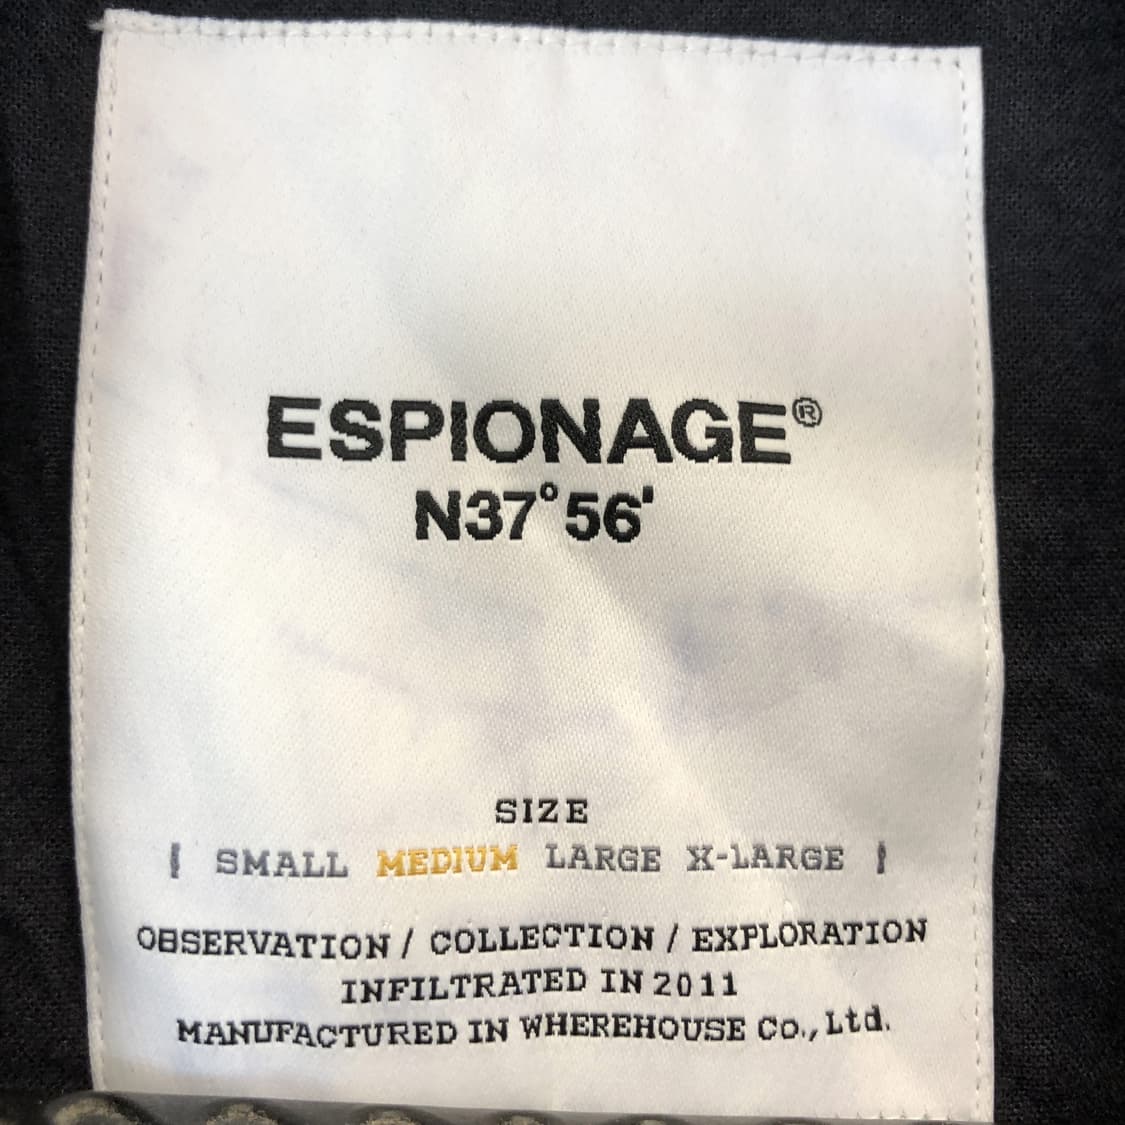 ESPIONAGE®
N37°56'
SIZE
[ SMALL MEDIUM LARGE X-LARGE ]
OBSERVATION / COLLECTION / EXPLORATION
INFILTRATED IN 2011
MANUFACTURED IN WHEREHOUSE Co., Ltd.